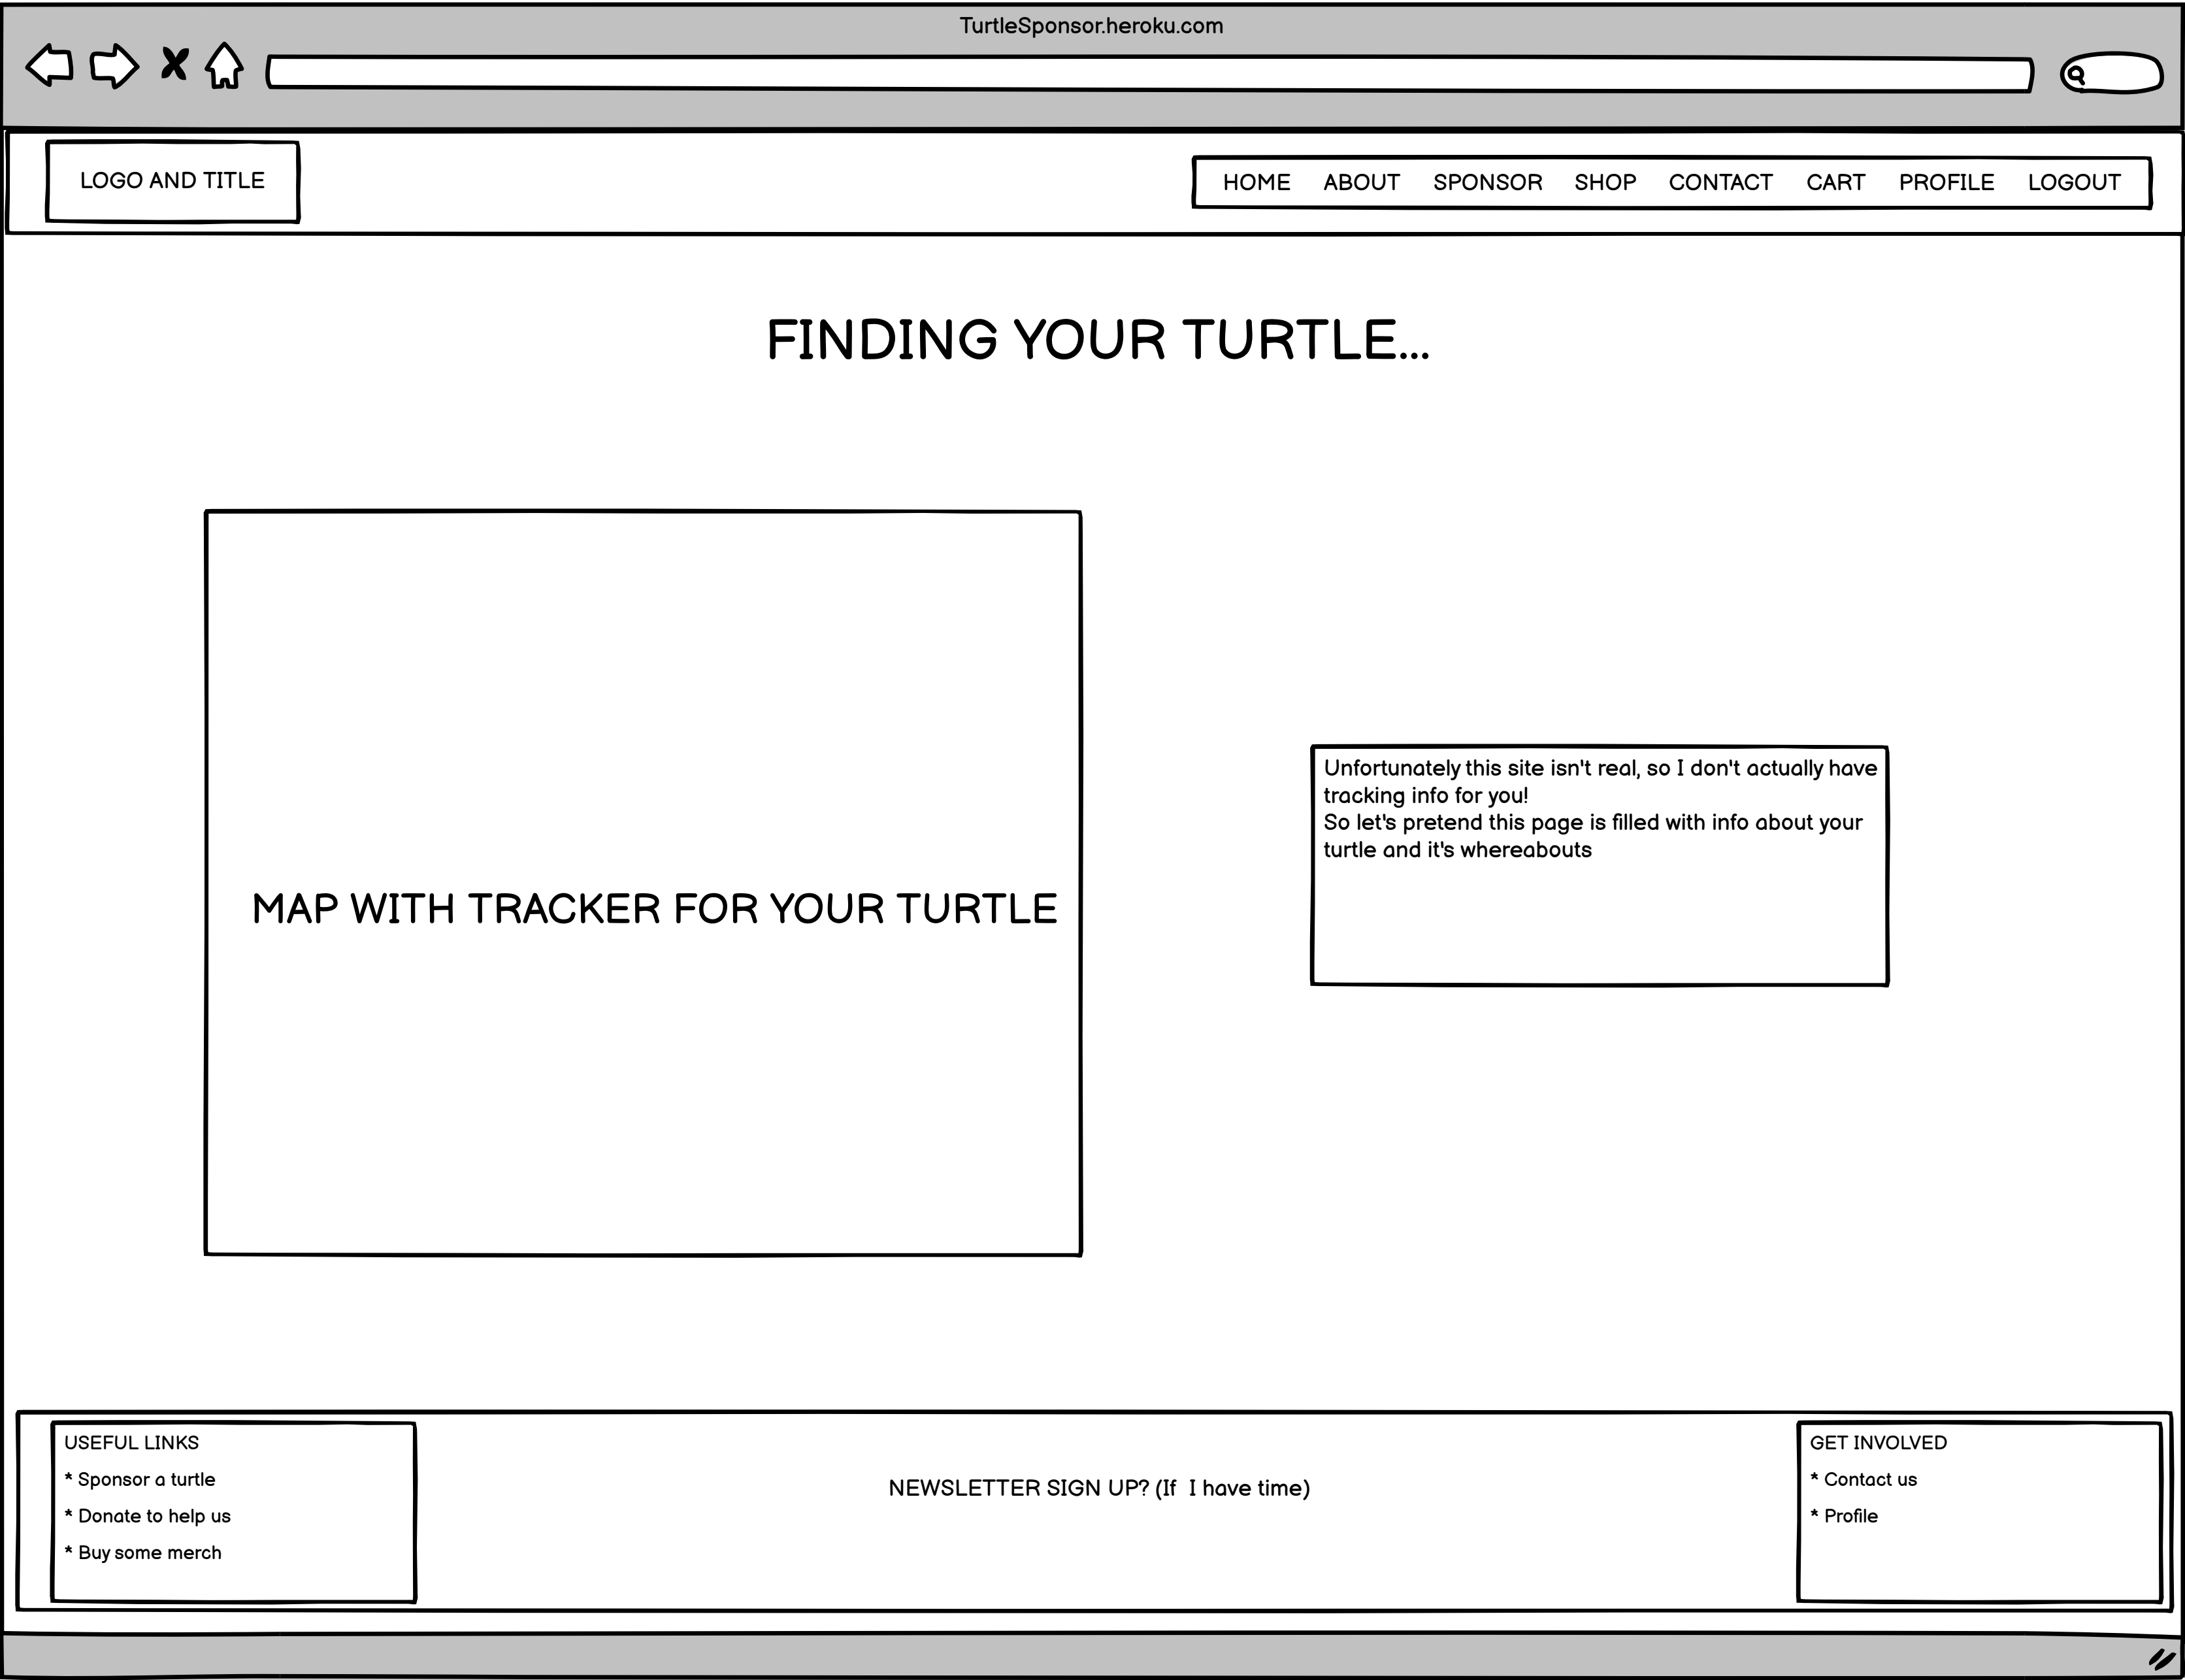 TurtleSponsor.heroku.com
LOGO AND TITLE
HOME ABOUT SPONSOR SHOP CONTACT CART PROFILE LOGOUT
FINDING YOUR TURTLE...
MAP WITH TRACKER FOR YOUR TURTLE
Unfortunately this site isn't real, so I don't actually have
tracking info for you!
So let's pretend this page is filled with info about your
turtle and it's whereabouts
USEFUL LINKS
* Sponsor a turtle
* Donate to help us
* Buy some merch
NEWSLETTER SIGN UP? (If I have time)
GET INVOLVED
* Contact us
* Profile